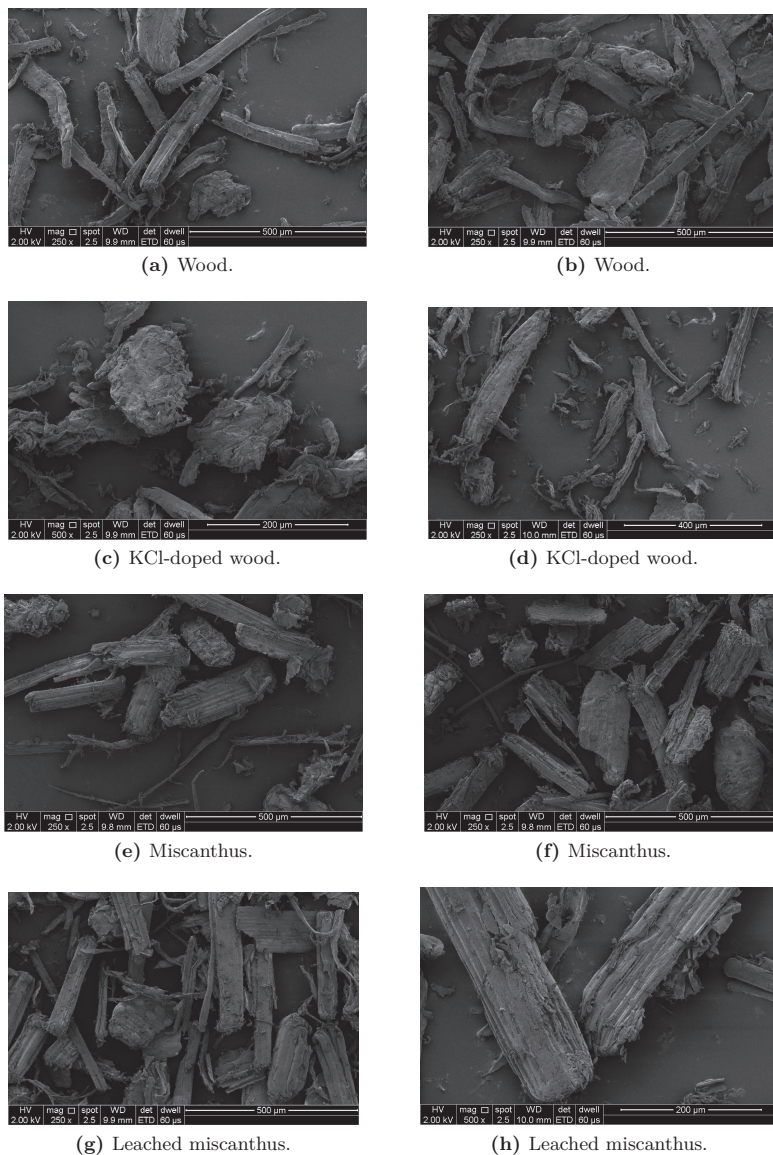 HV mag spot WD det dwell 500 µm
2.00 kV 250 x 2.5 9.9 mm ETD 60 µs
(a) Wood.
HV mag spot WD det dwell 500 µm
2.00 kV 250 x 2.5 9.9 mm ETD 60 µs
(b) Wood.
HV mag spot WD det dwell 200 µm
2.00 kV 500 x 2.5 9.9 mm ETD 60 µs
(c) KCl-doped wood.
HV mag spot WD det dwell 400 µm
2.00 kV 250 x 2.5 10.0 mm ETD 60 µs
(d) KCl-doped wood.
HV mag spot WD det dwell 500 µm
2.00 kV 250 x 2.5 9.8 mm ETD 60 µs
(e) Miscanthus.
HV mag spot WD det dwell 500 µm
2.00 kV 250 x 2.5 9.8 mm ETD 60 µs
(f) Miscanthus.
HV mag spot WD det dwell 500 µm
2.00 kV 250 x 2.5 9.9 mm ETD 60 µs
(g) Leached miscanthus.
HV mag spot WD det dwell 200 µm
2.00 kV 500 x 2.5 10.0 mm ETD 60 µs
(h) Leached miscanthus.